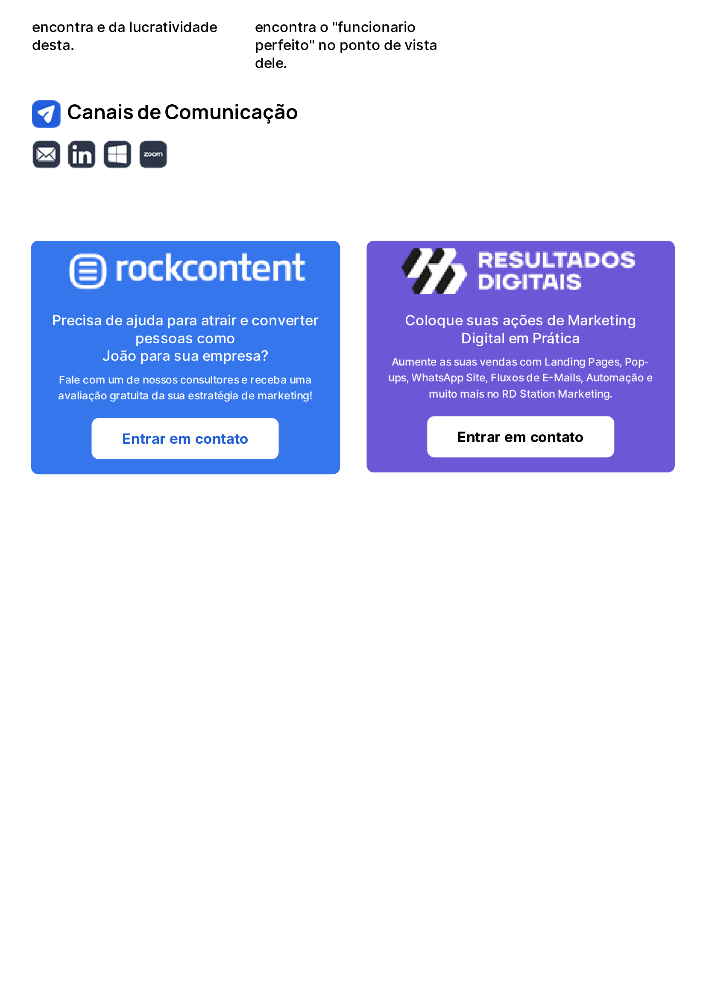 encontra e da lucratividade
desta.
encontra o "funcionario
perfeito" no ponto de vista
dele.
Canais de Comunicação
in
zoom
rockcontent
Precisa de ajuda para atrair e converter
pessoas como
João para sua empresa?
Fale com um de nossos consultores e receba uma
avaliação gratuita da sua estratégia de marketing!
Entrar em contato
RESULTADOS
DIGITAIS
Coloque suas ações de Marketing
Digital em Prática
Aumente as suas vendas com Landing Pages, Pop-
ups, WhatsApp Site, Fluxos de E-Mails, Automação e
muito mais no RD Station Marketing.
Entrar em contato